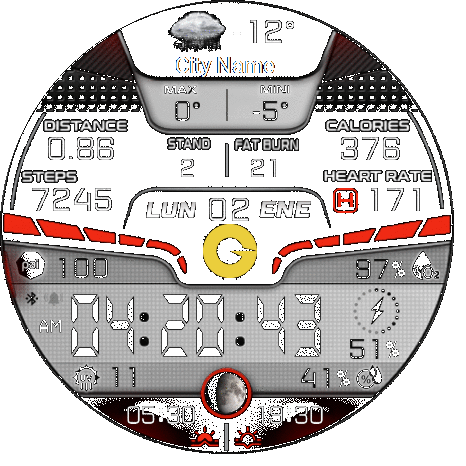 -12°
City Name
MAX MINI
0° -5°
DISTANCE STAND FAT BURN CALORIES
0.86 2 21 376
STEPS HEART RATE
7245 171
LUN 02 ENE
100 97%
AM 04:20:43
51%
11 41%
05:30 19:30